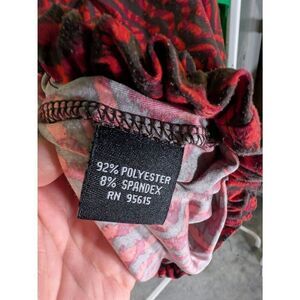 92% POLYESTER
8% SPANDEX
RN 95615